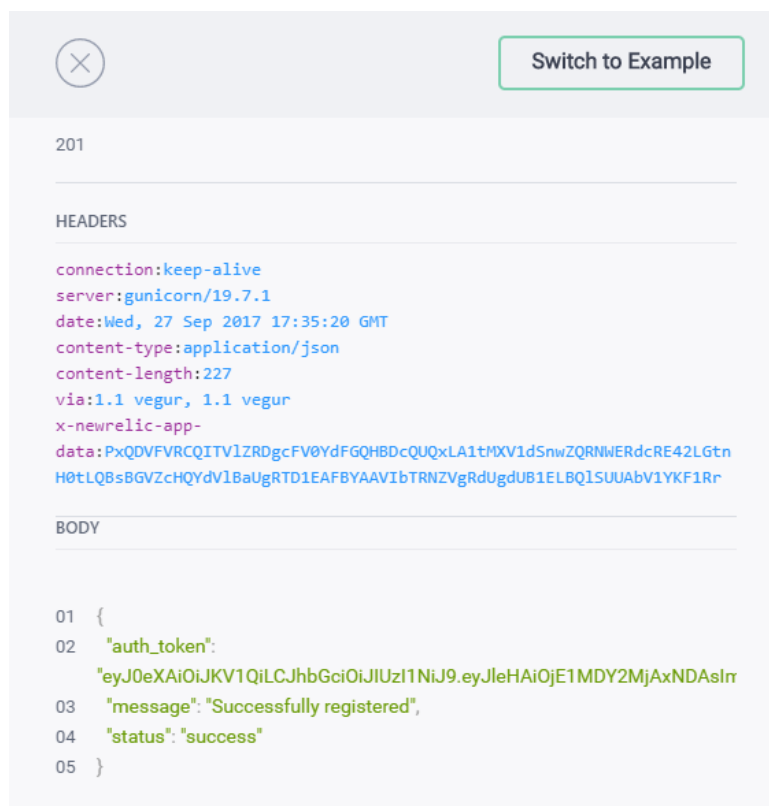 Switch to Example
201
HEADERS
connection:keep-alive
server:gunicorn/19.7.1
date:Wed, 27 Sep 2017 17:35:20 GMT
content-type:application/json
content-length:227
via:1.1 vegur, 1.1 vegur
x-newrelic-app-
data:PxQDVFVRCQITVlZRDgcFV0YdFGQHBDcQUQxLA1tMXV1dSnwZQRNWERdcRE42LGtn
H0tLQBsBGVZcHQYdVlBaUgRTD1EAFBYAAVIbTRNZVgRdUgdUB1ELBQlSUUAbV1YKF1Rr
BODY
01 {
02 "auth_token":
"eyJ0eXAiOiJKV1QiLCJhbGciOiJIUzI1NiJ9.eyJleHAiOjE1MDY2MjAxNDAsIm
03 "message": "Successfully registered",
04 "status": "success"
05 }